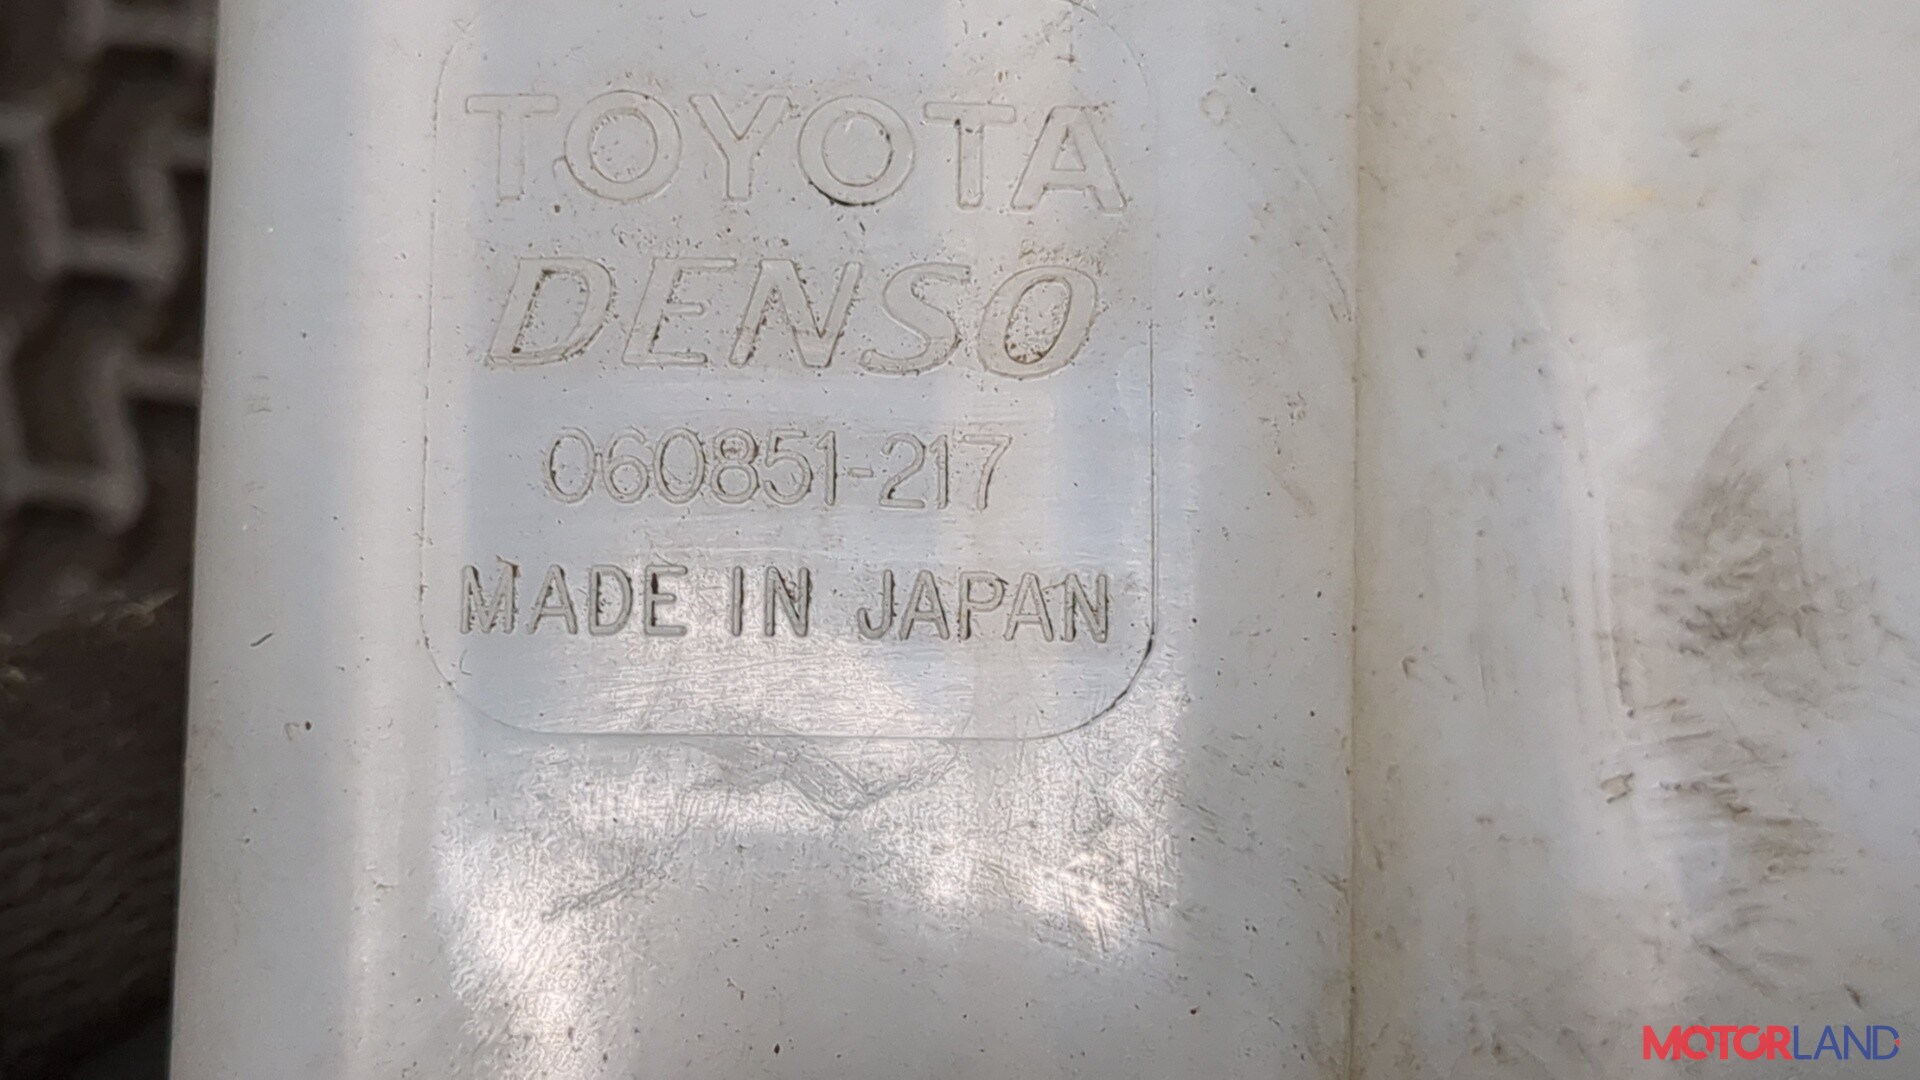 TOYOTA
DENSO
060851-217
MADE IN JAPAN
MOTORLAND